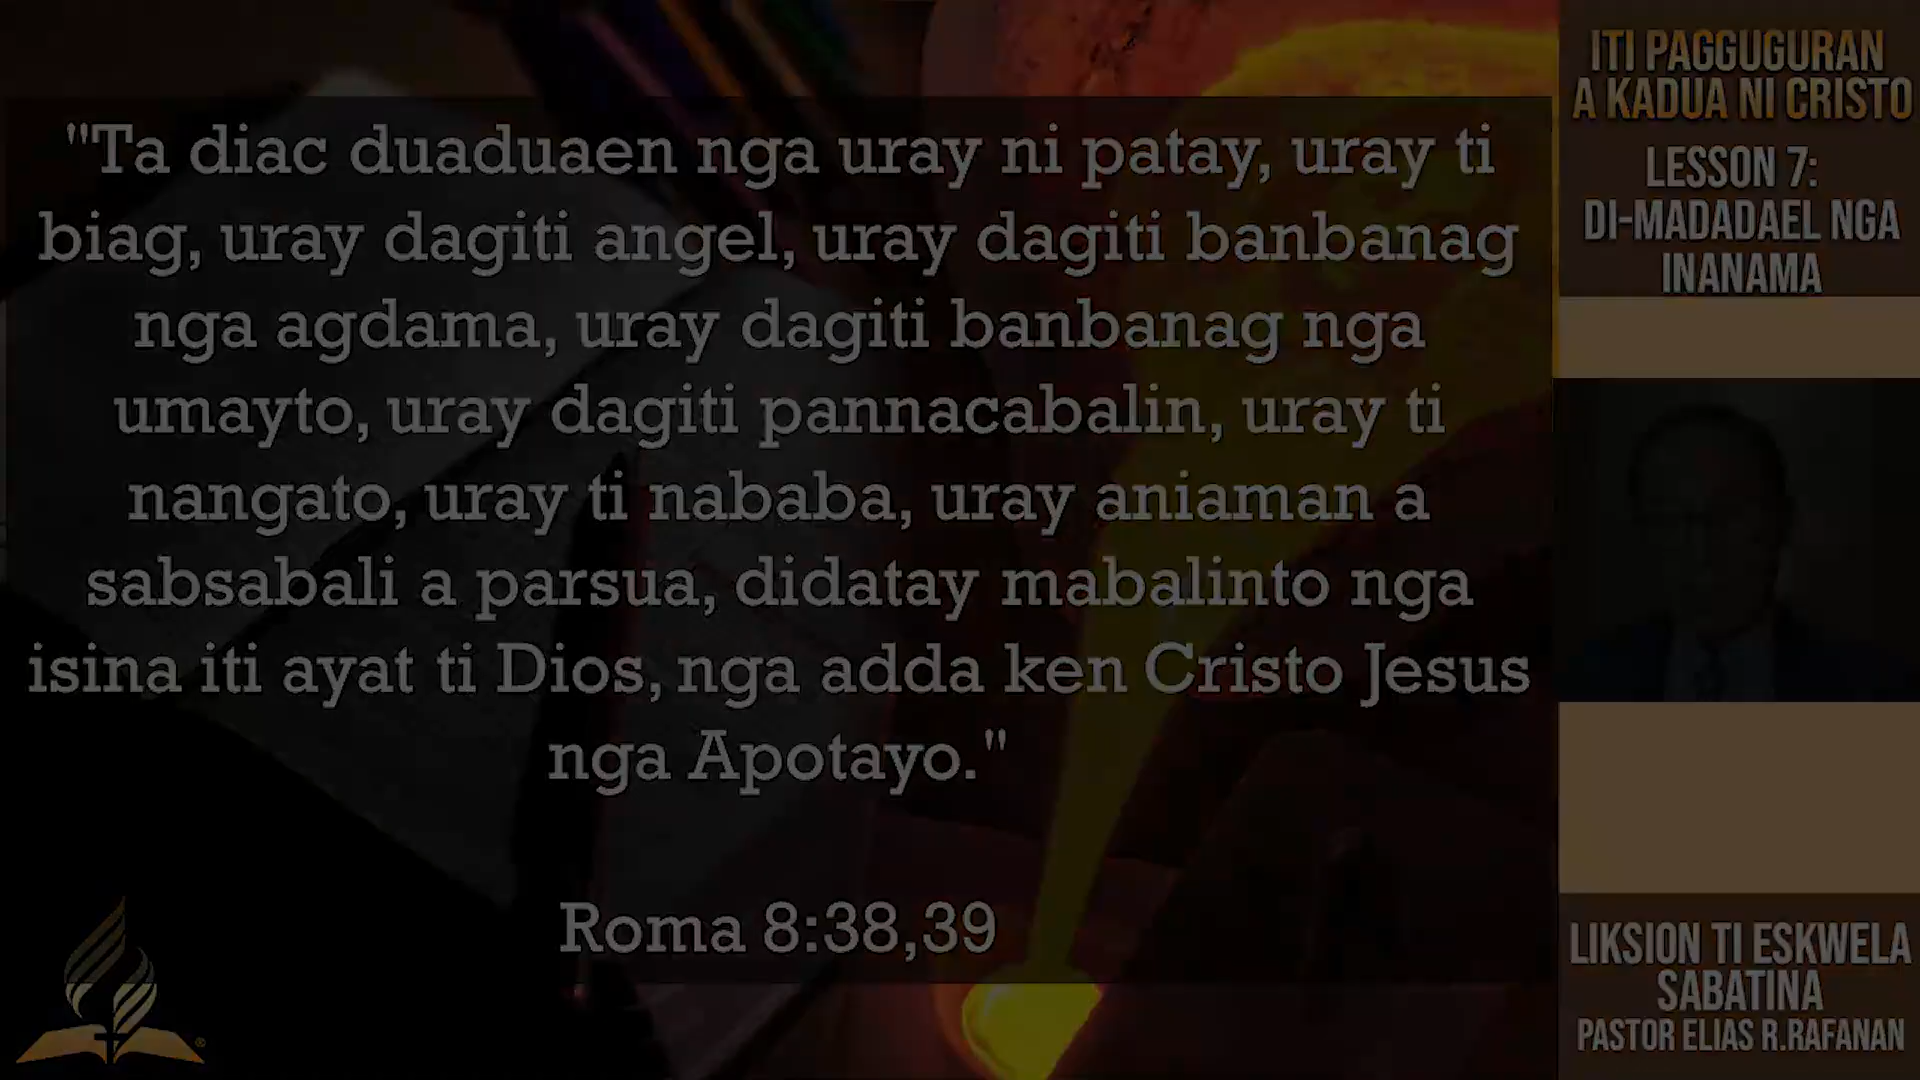 "Ta diac duaduaen nga uray ni patay, uray ti
biag, uray dagiti angel, uray dagiti banbanag
nga agdama, uray dagiti banbanag nga
umayto, uray dagiti pannacabalin, uray ti
nangato, uray ti nababa, uray aniaman a
sabsabali a parsua, didatay mabalinto nga
isina iti ayat ti Dios, nga adda ken Cristo Jesus
nga Apotayo."
Roma 8:38,39
ITI PAGGUGURAN
A KADUA NI CRISTO
LESSON 7:
DI-MADADAEL NGA
INANAMA
LIKSION TI ESKWELA
SABATINA
PASTOR ELIAS R.RAFANAN
®